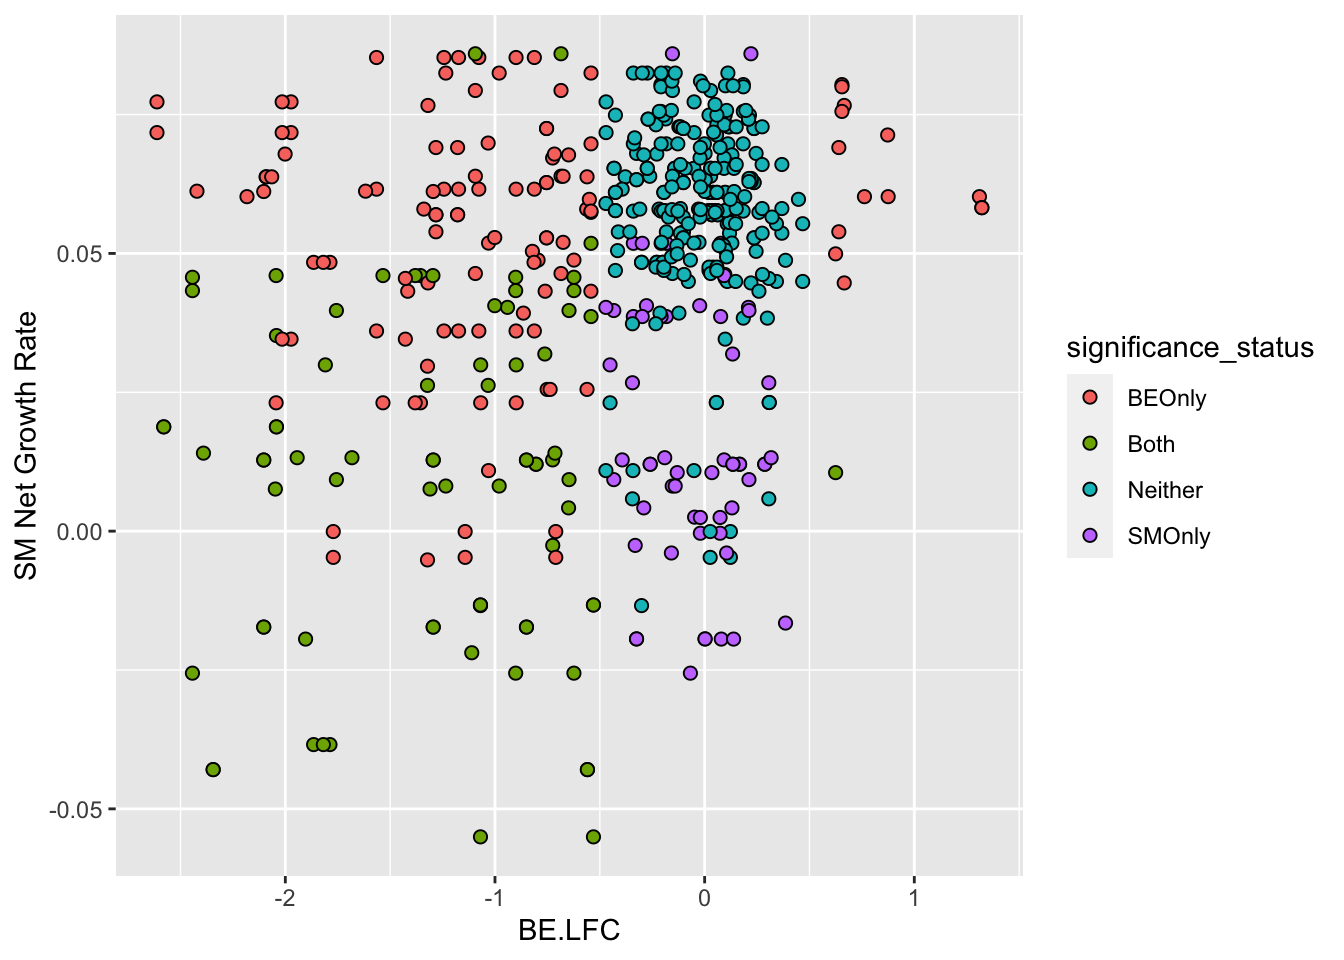 SM Net Growth Rate
0.05
0.00
-0.05
-2
-1
0
1
BE.LFC
significance_status
BEOnly
Both
Neither
SMOnly